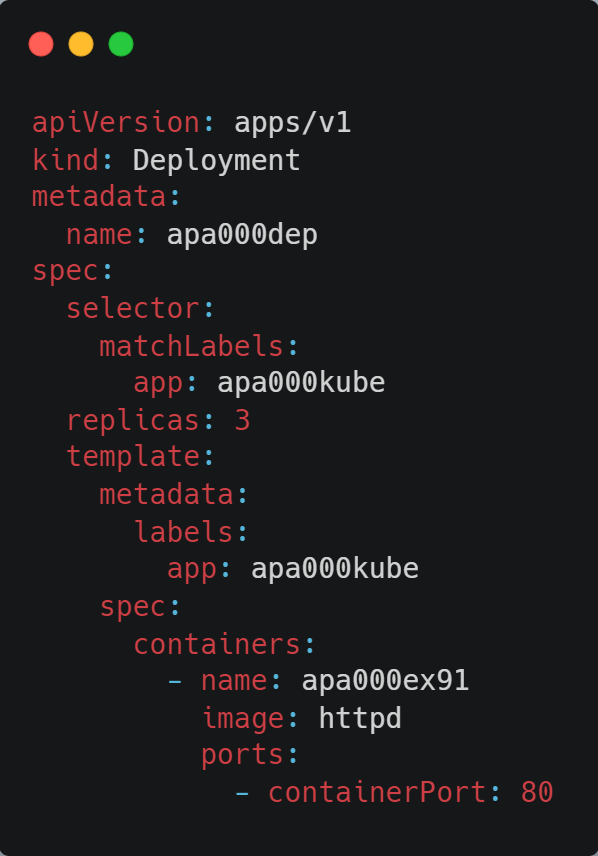 apiVersion: apps/v1
kind: Deployment
metadata:
  name: apa000dep
spec:
  selector:
    matchLabels:
      app: apa000kube
  replicas: 3
  template:
    metadata:
      labels:
        app: apa000kube
    spec:
      containers:
        - name: apa000ex91
          image: httpd
          ports:
            - containerPort: 80